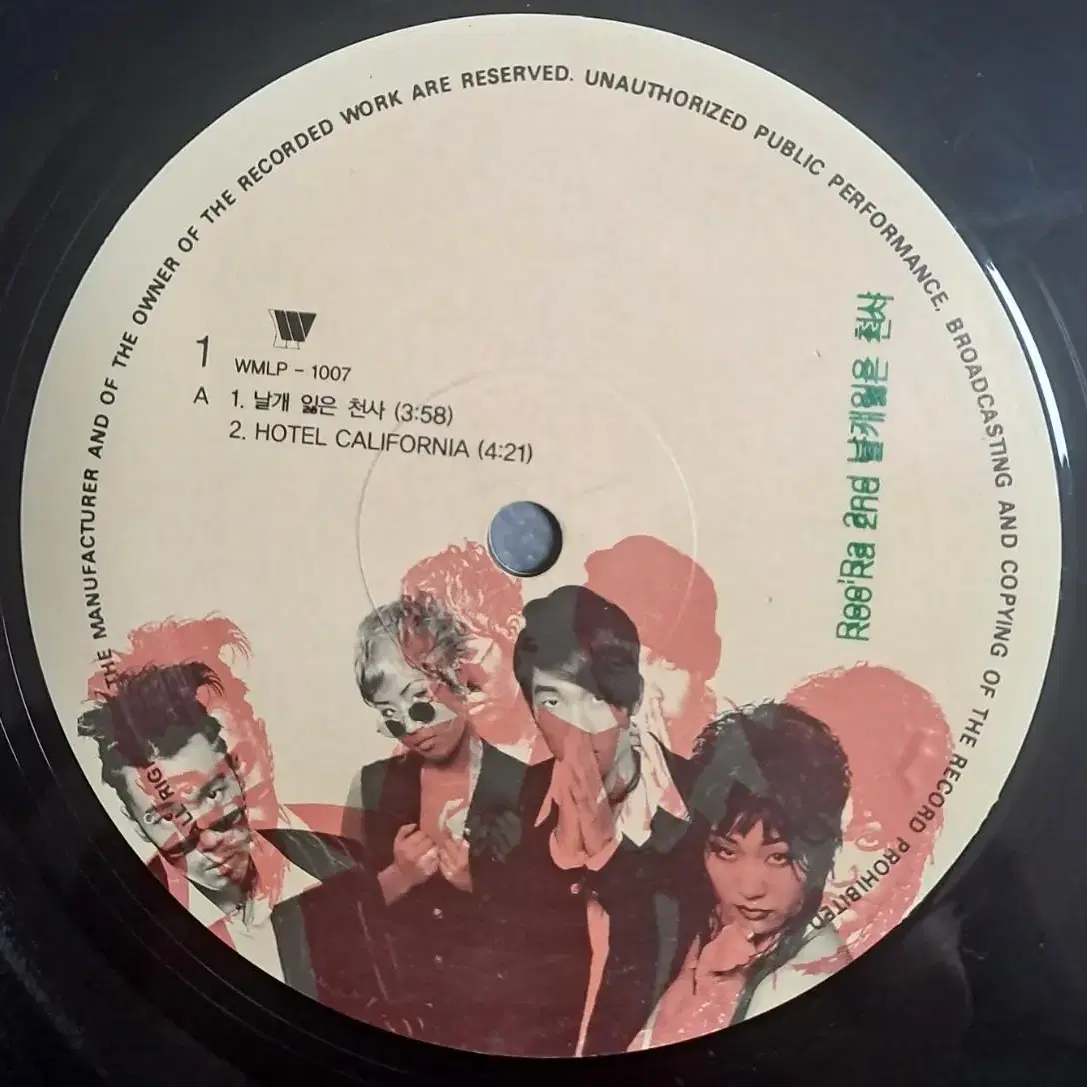 ALL RIG THE MANUFACTURER AND OF THE OWNER OF THE RECORDED WORK ARE RESERVED. UNAUTHORIZED PUBLIC PERFORMANCE, BROADCASTING AND COPYING OF THE RECORD PROHIBITED
1
WMLP - 1007
A 1. 날개 잃은 천사 (3:58)
2. HOTEL CALIFORNIA (4:21)
Roo'Ra 2nd 날개잃은 천사